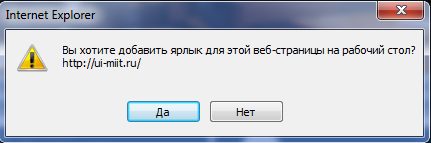 Internet Explorer
Вы хотите добавить ярлык для этой веб-страницы на рабочий стол?
http://ui-miit.ru/
Да
Нет